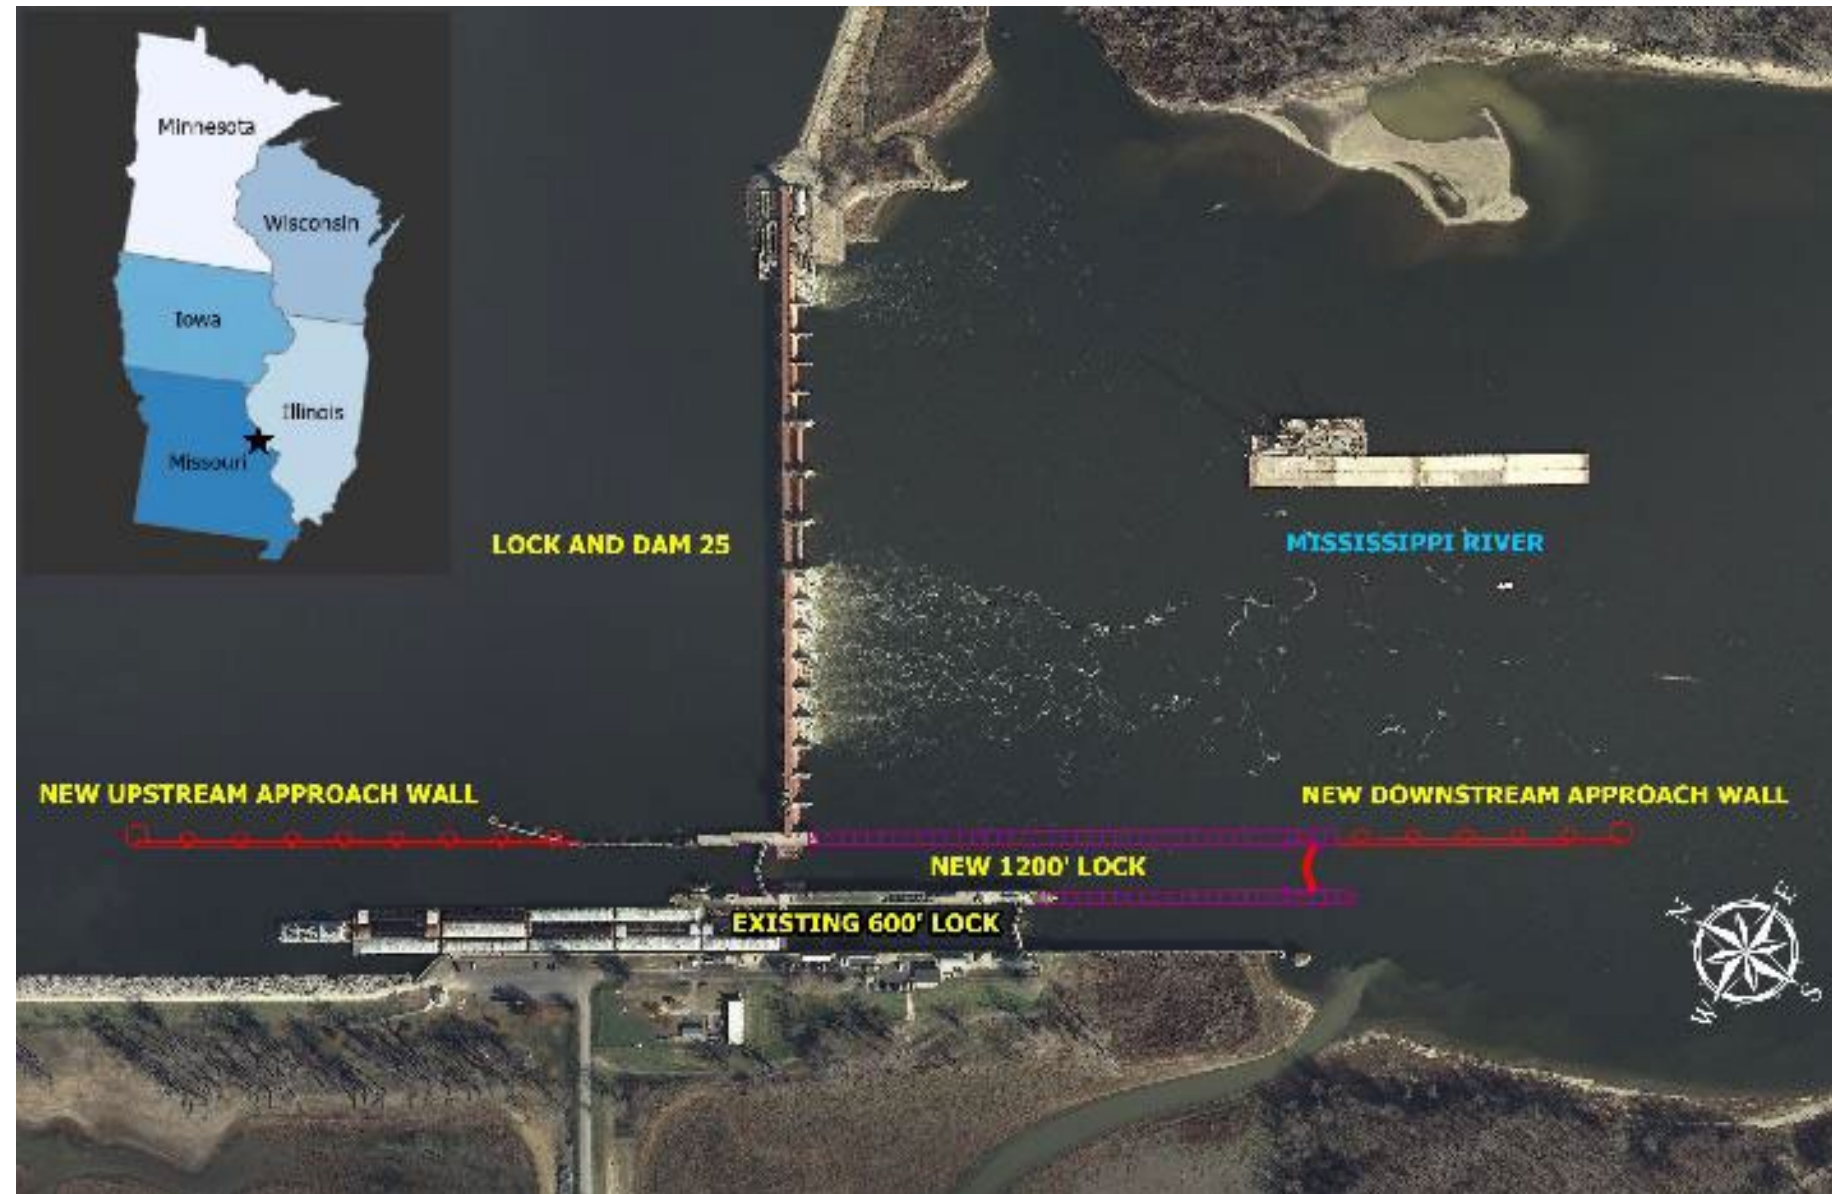 Minnesota
Wisconsin
Iowa
Illinois
Missouri
LOCK AND DAM 25
MISSISSIPPI RIVER
NEW UPSTREAM APPROACH WALL
NEW DOWNSTREAM APPROACH WALL
NEW 1200' LOCK
EXISTING 600' LOCK
N
E
W
S